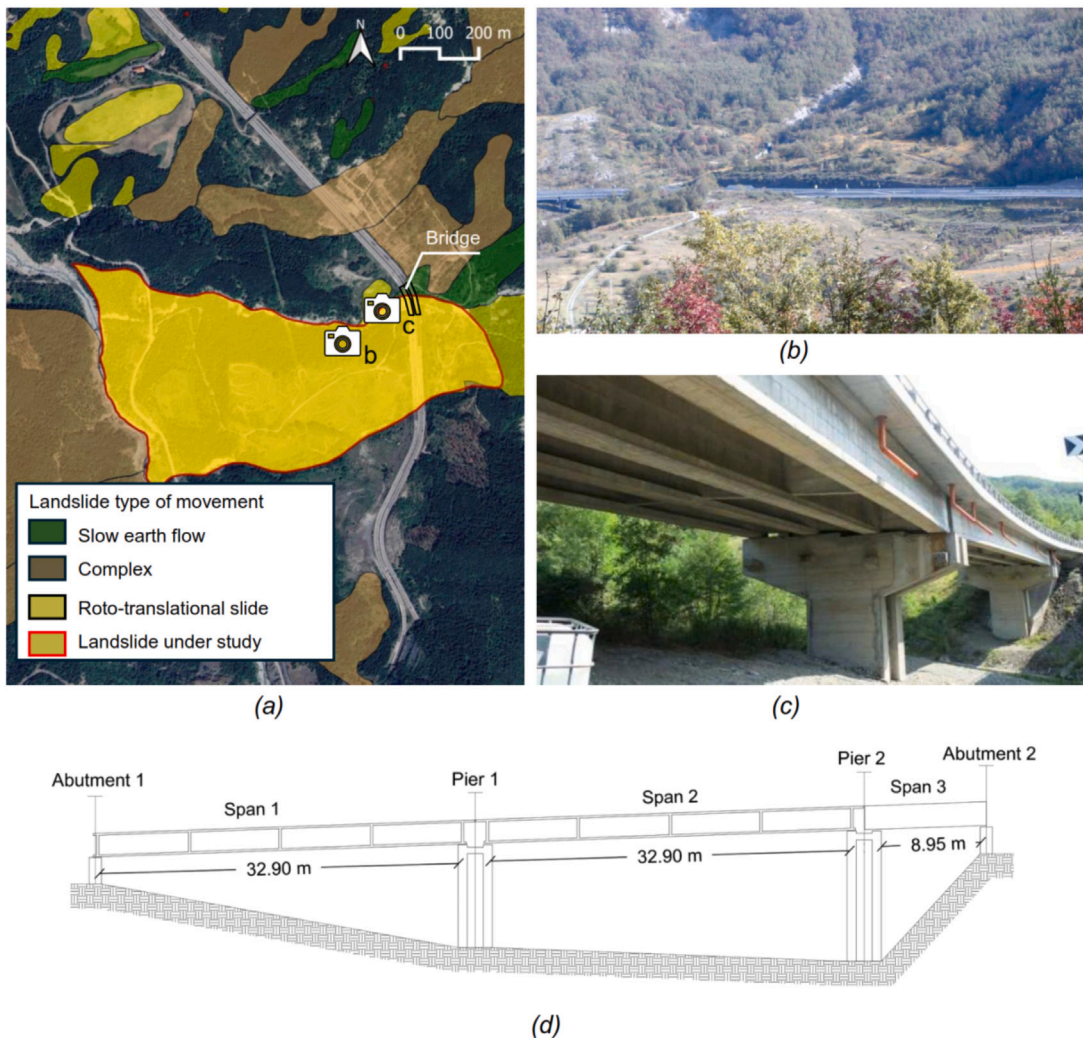 N
0 100 200 m
Bridge
c
b
Landslide type of movement
Slow earth flow
Complex
Roto-translational slide
Landslide under study
(a)
(b)
(c)
Abutment 1
Pier 1
Pier 2
Abutment 2
Span 1
Span 2
Span 3
32.90 m
32.90 m
8.95 m
(d)